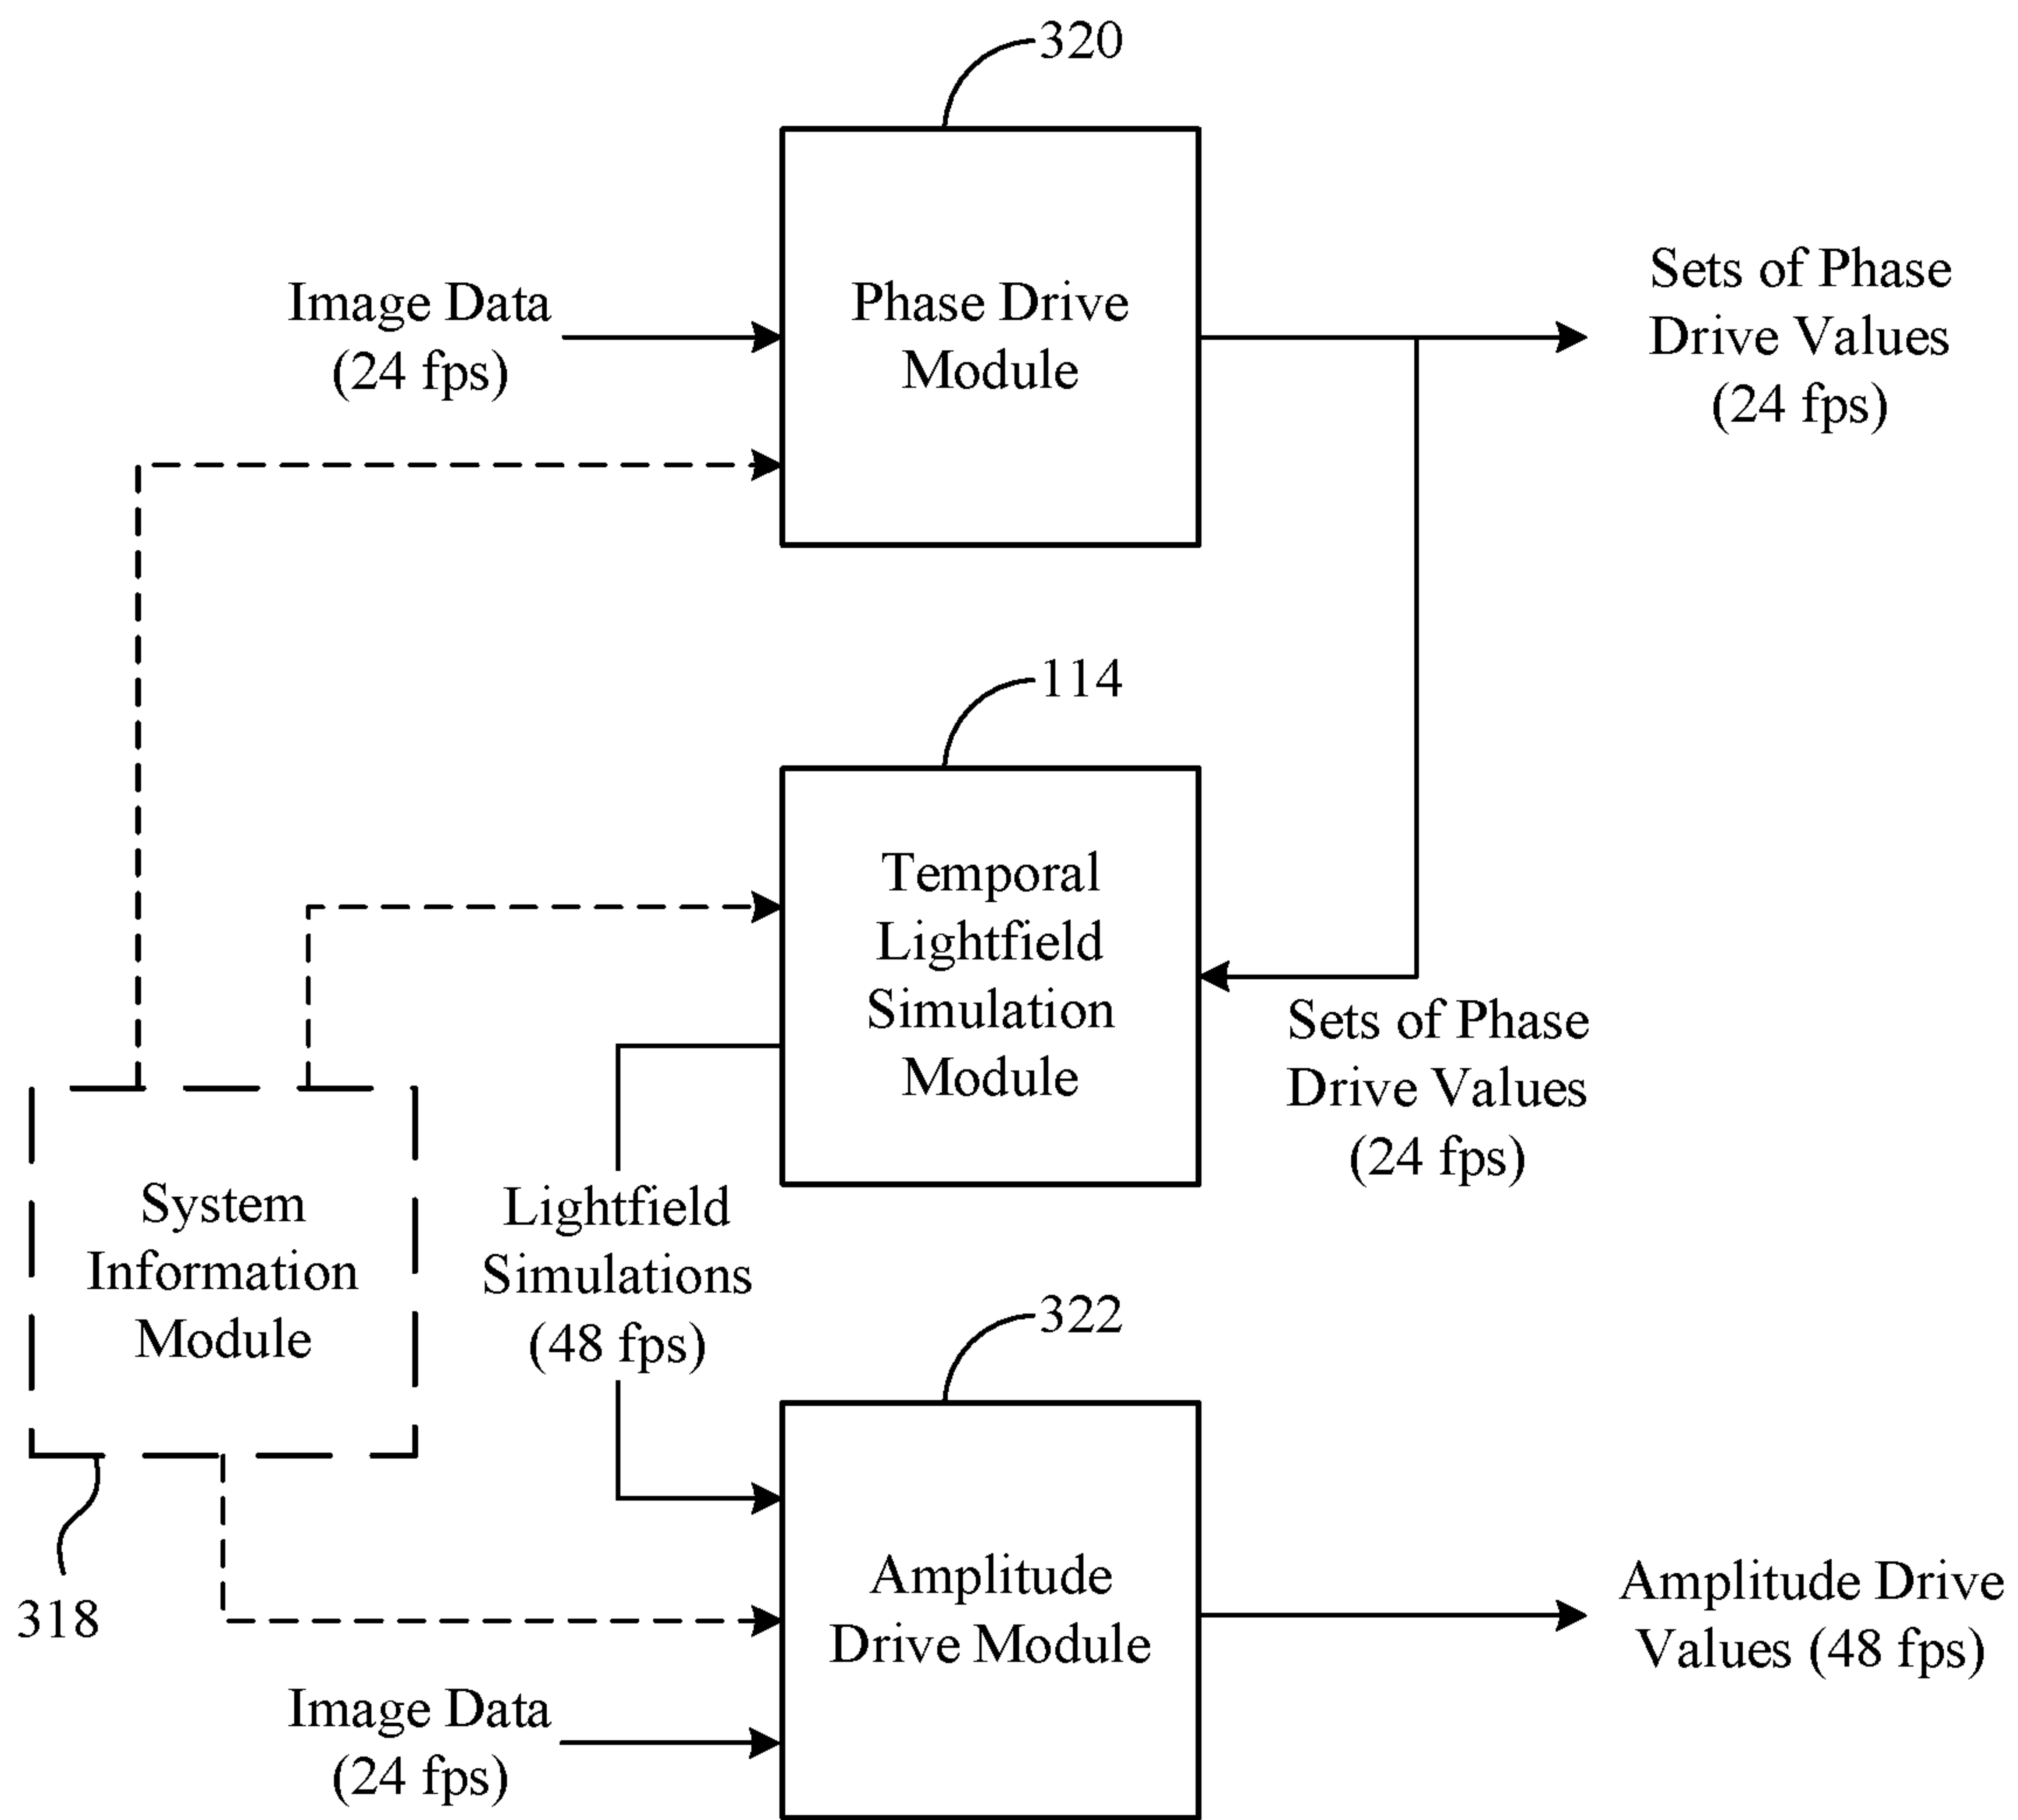 320
Image Data
(24 fps)
Phase Drive
Module
Sets of Phase
Drive Values
(24 fps)
114
Temporal
Lightfield
Simulation
Module
Sets of Phase
Drive Values
(24 fps)
System
Information
Module
318
Lightfield
Simulations
(48 fps)
322
Amplitude
Drive Module
Image Data
(24 fps)
Amplitude Drive
Values (48 fps)